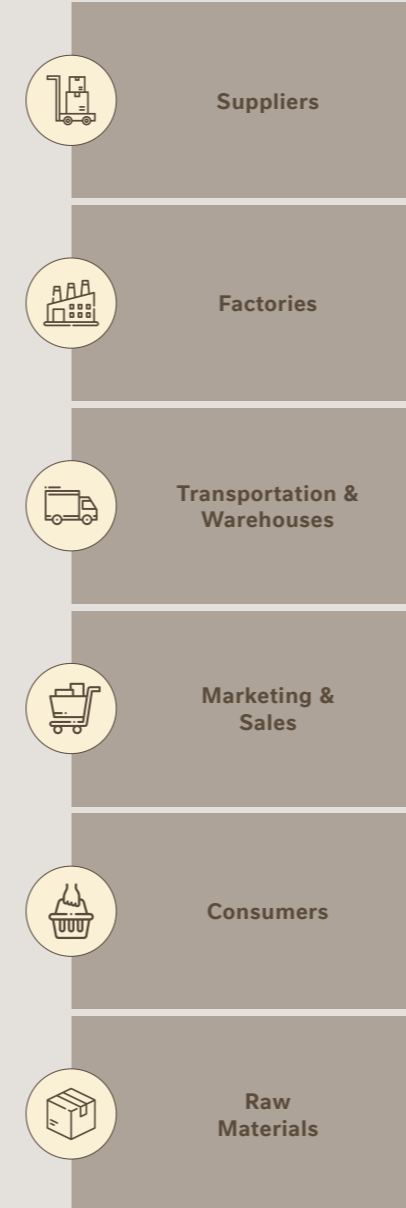 Suppliers
Factories
Transportation &
Warehouses
Marketing &
Sales
Consumers
Raw
Materials